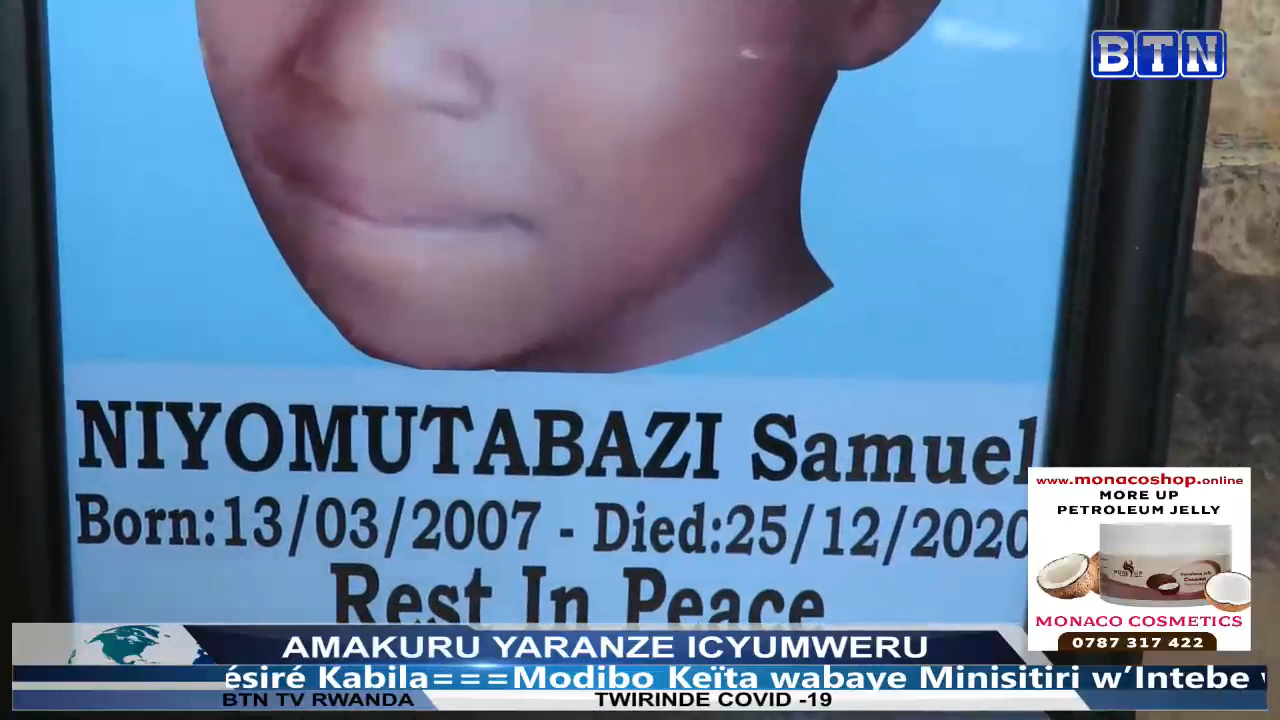 BTN
NIYOMUTABAZI Samuel
Born:13/03/2007 - Died:25/12/2020
Rest In Peace
www.monacoshop.online
MORE UP
PETROLEUM JELLY
MONACO COSMETICS
0787 317 422
AMAKURU YARANZE ICYUMWERU
ésiré Kabila===Modibo Keïta wabaye Minisitiri w’Intebe
BTN TV RWANDA
TWIRINDE COVID -19